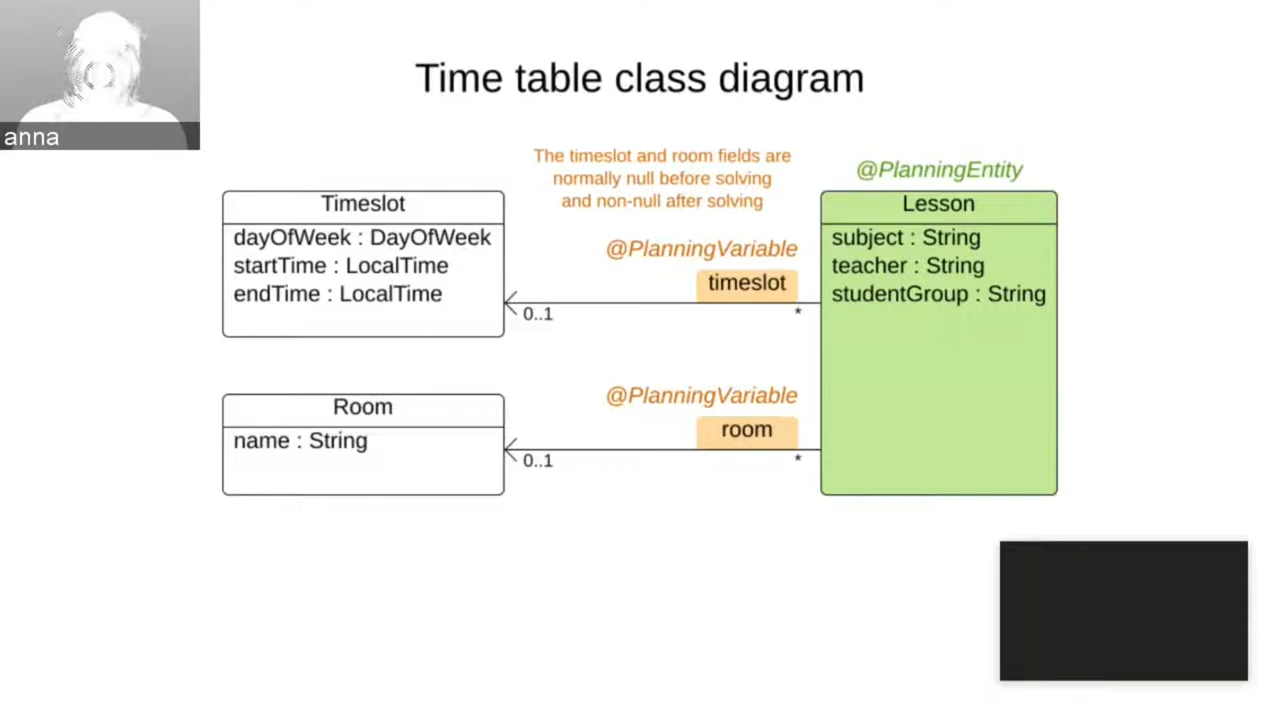 anna
Time table class diagram
The timeslot and room fields are
normally null before solving
and non-null after solving
@PlanningEntity
Timeslot
dayOfWeek : DayOfWeek
startTime : LocalTime
endTime : LocalTime
@PlanningVariable
timeslot
0..1
*
Lesson
subject : String
teacher : String
studentGroup : String
Room
name : String
@PlanningVariable
room
0..1
*